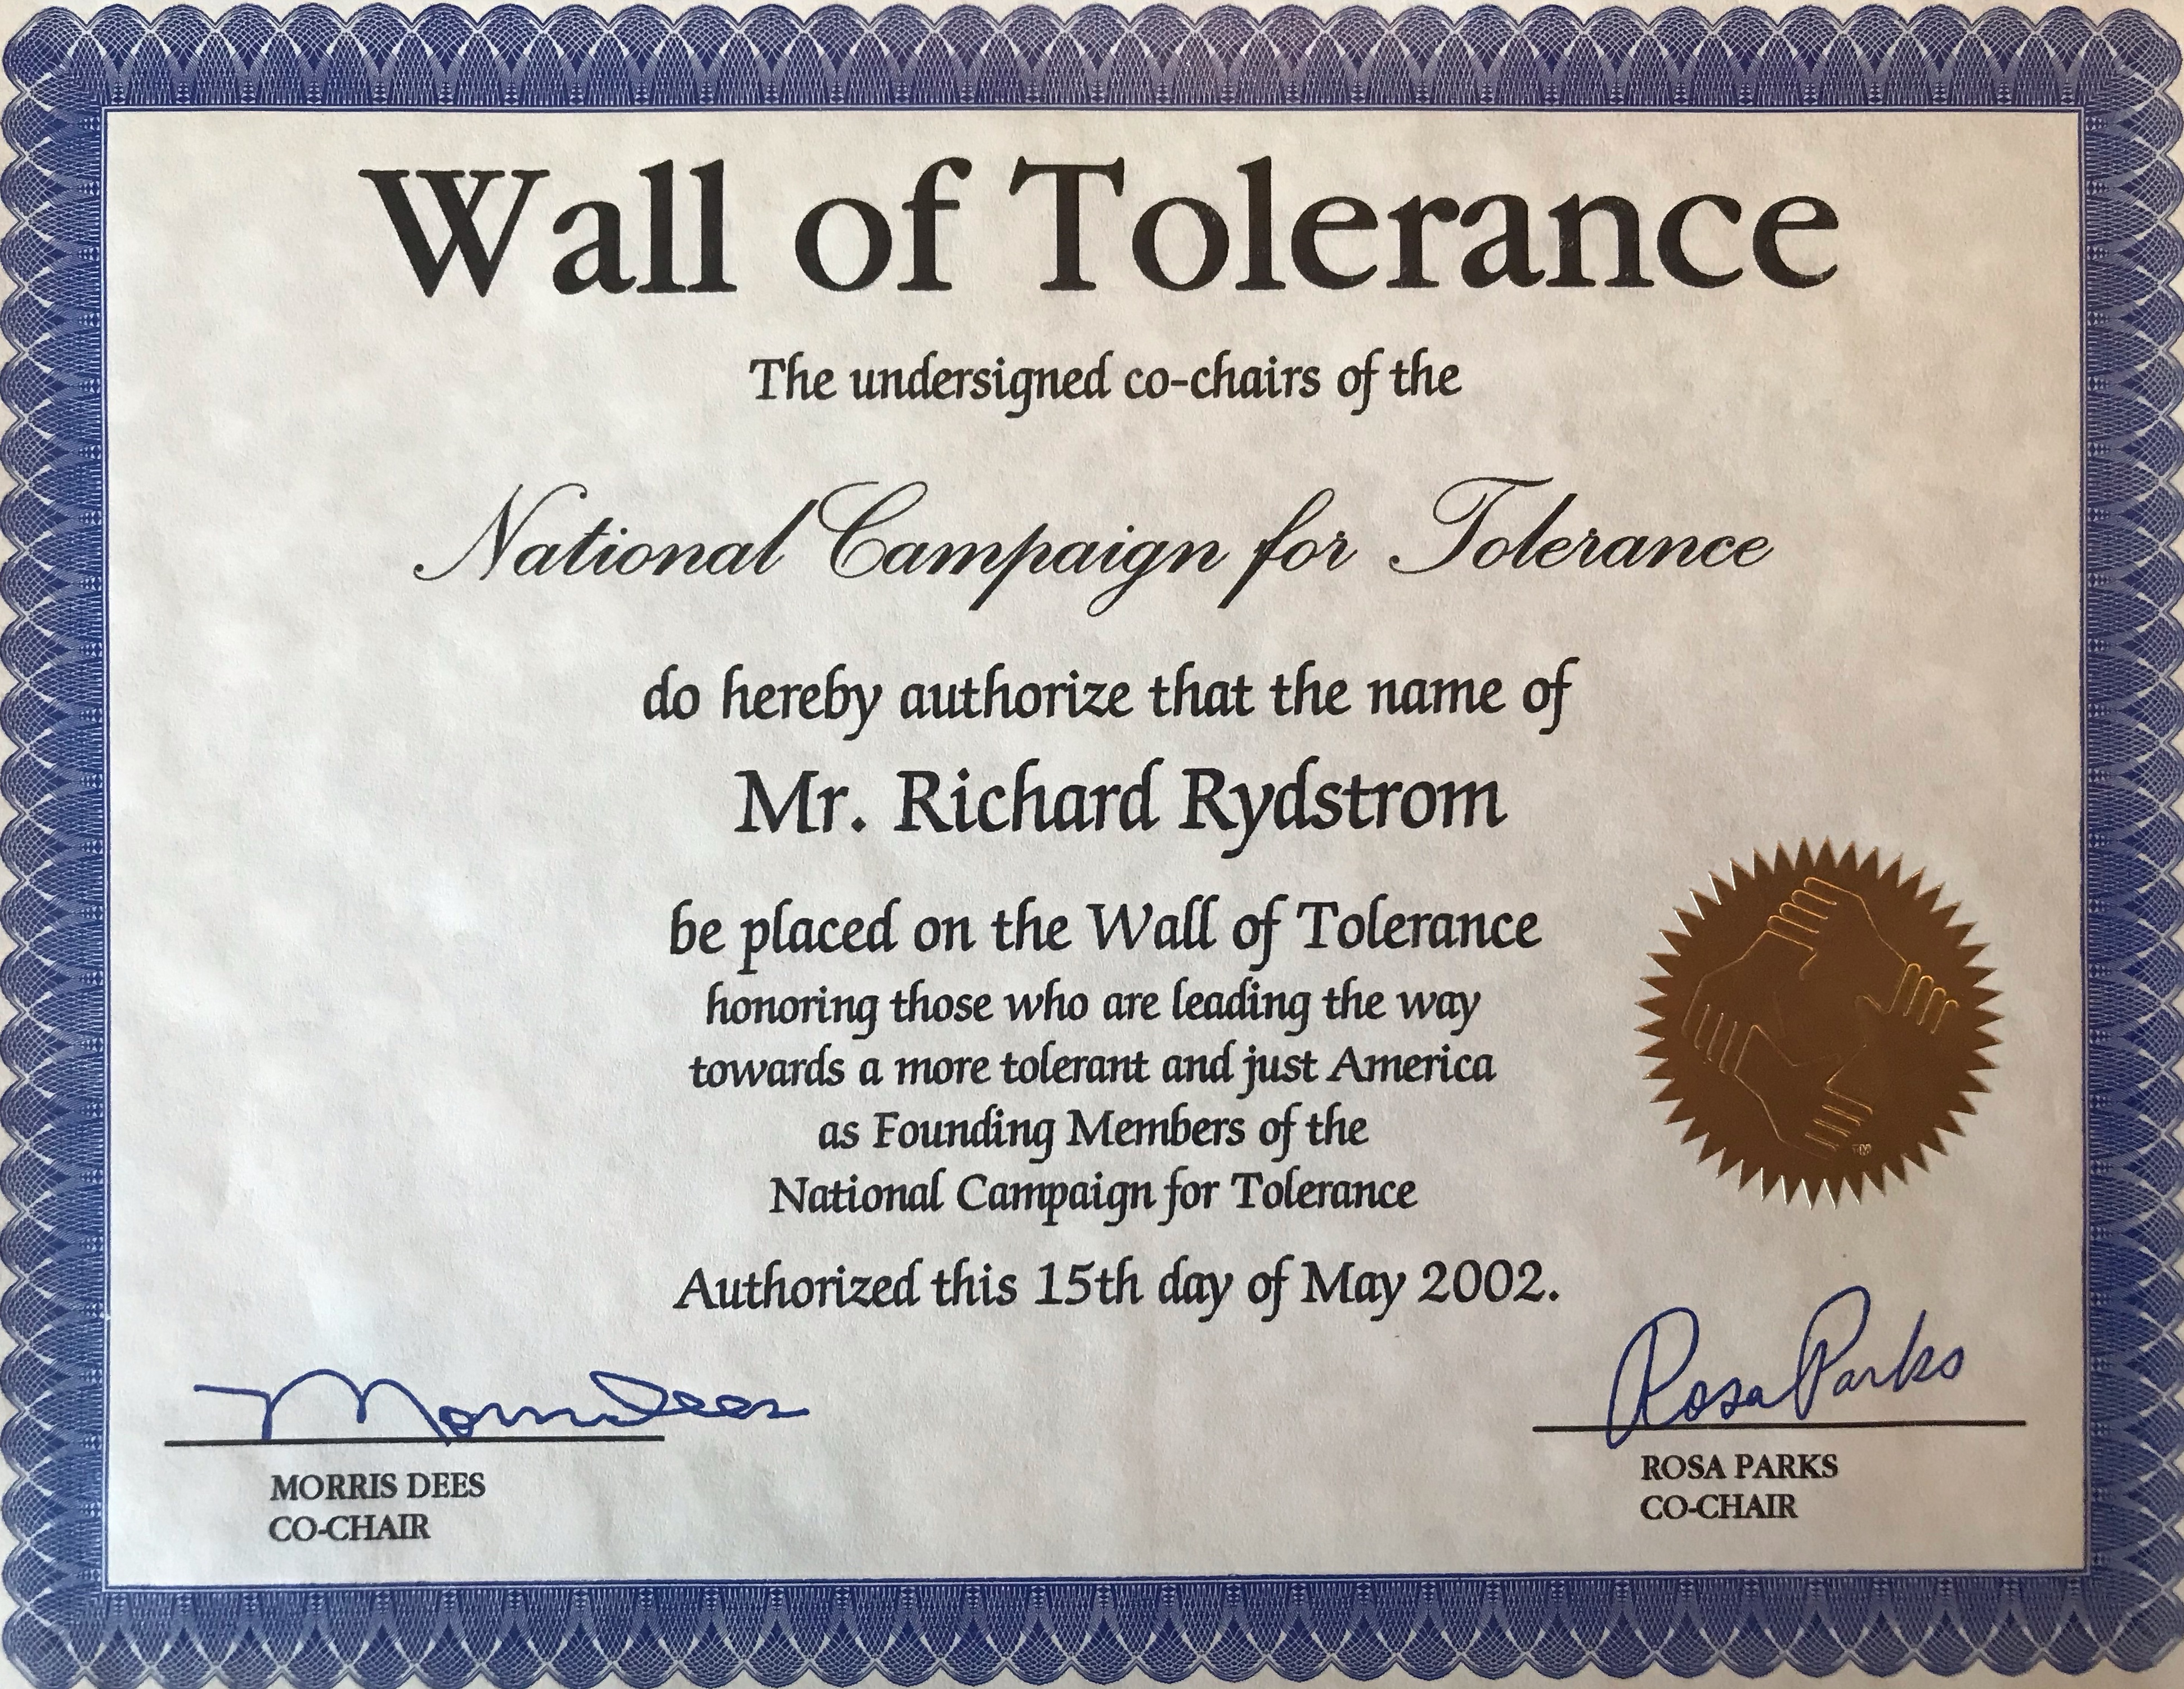 Wall of Tolerance
The undersigned co-chairs of the
National Campaign for Tolerance
do hereby authorize that the name of
Mr. Richard Rydstrom
be placed on the Wall of Tolerance
honoring those who are leading the way
towards a more tolerant and just America
as Founding Members of the
National Campaign for Tolerance
TM
Authorized this 15th day of May 2002.
Morris Dees
Rosa Parks
MORRIS DEES
CO-CHAIR
ROSA PARKS
CO-CHAIR